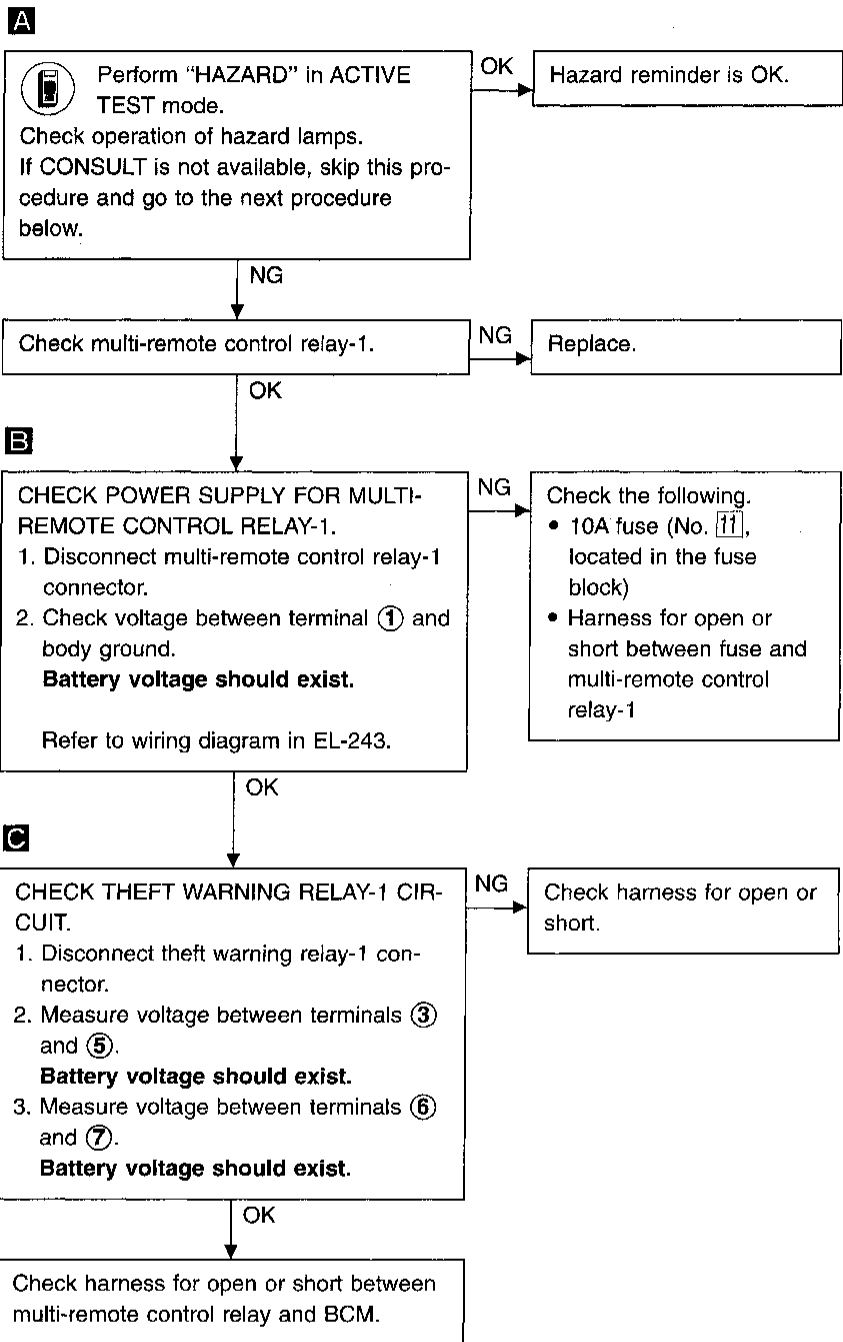 A
Perform “HAZARD” in ACTIVE
TEST mode.
Check operation of hazard lamps.
If CONSULT is not available, skip this pro-
cedure and go to the next procedure
below.
OK
Hazard reminder is OK.
NG
Check multi-remote control relay-1.
NG
Replace.
OK
B
CHECK POWER SUPPLY FOR MULTI-
REMOTE CONTROL RELAY-1.
1. Disconnect multi-remote control relay-1
connector.
2. Check voltage between terminal ① and
body ground.
Battery voltage should exist.
Refer to wiring diagram in EL-243.
NG
Check the following.
• 10A fuse (No. 11,
located in the fuse
block)
• Harness for open or
short between fuse and
multi-remote control
relay-1
OK
C
CHECK THEFT WARNING RELAY-1 CIR-
CUIT.
1. Disconnect theft warning relay-1 con-
nector.
2. Measure voltage between terminals ③
and ⑤.
Battery voltage should exist.
3. Measure voltage between terminals ⑥
and ⑦.
Battery voltage should exist.
NG
Check harness for open or
short.
OK
Check harness for open or short between
multi-remote control relay and BCM.